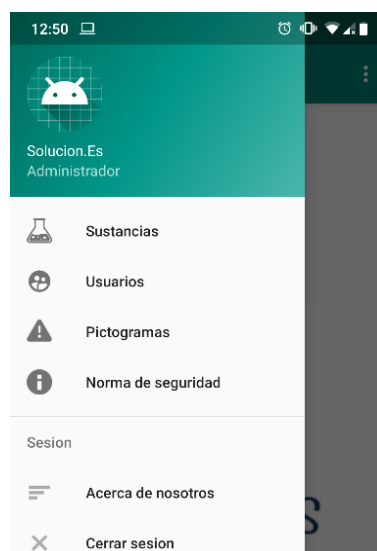 12:50
Solucion.Es
Administrador
Sustancias
Usuarios
Pictogramas
Norma de seguridad
Sesion
Acerca de nosotros
Cerrar sesion
S